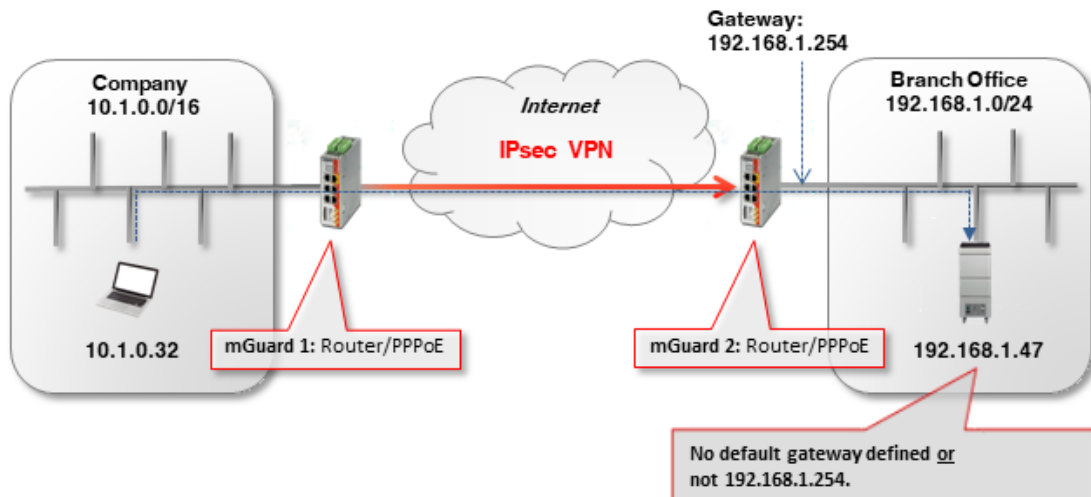 Gateway:
192.168.1.254
Company
10.1.0.0/16
Internet
IPsec VPN
Branch Office
192.168.1.0/24
mGuard 1: Router/PPPoE
mGuard 2: Router/PPPoE
10.1.0.32
192.168.1.47
No default gateway defined or
not 192.168.1.254.